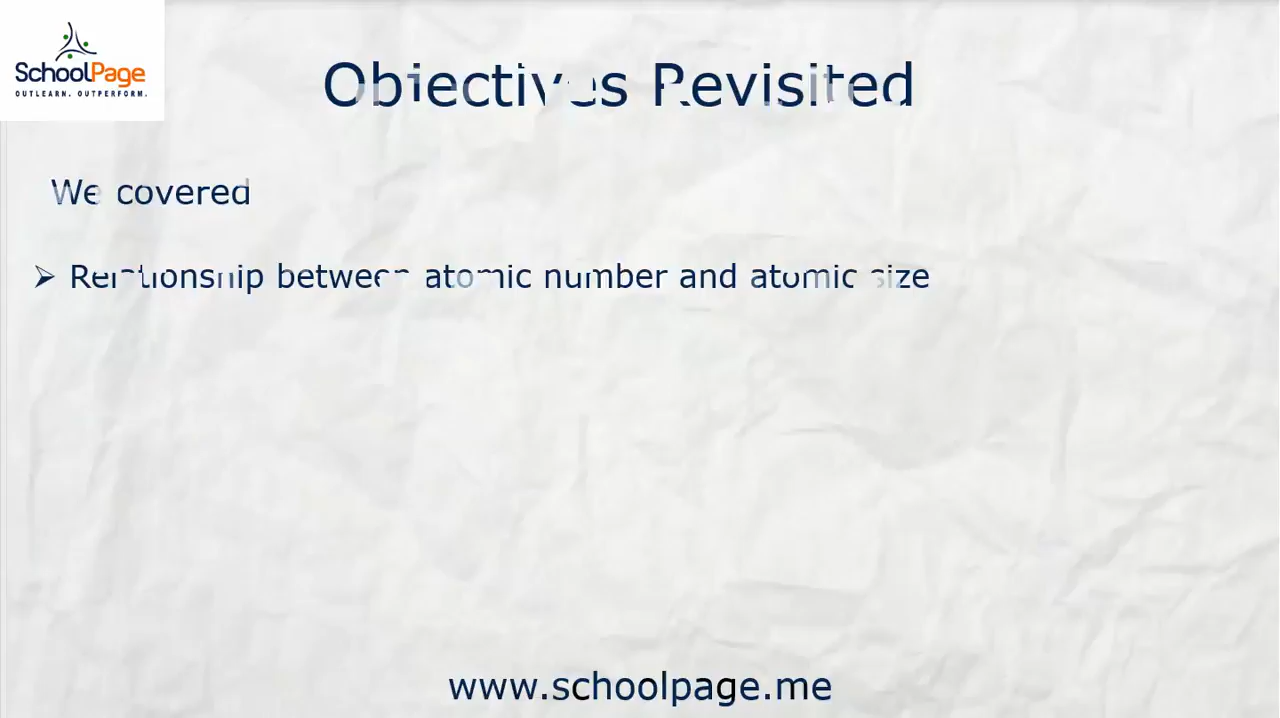 SchoolPage
OUTLEARN. OUTPERFORM.
Objectives Revisited
We covered
➢ Relationship between atomic number and atomic size
www.schoolpage.me